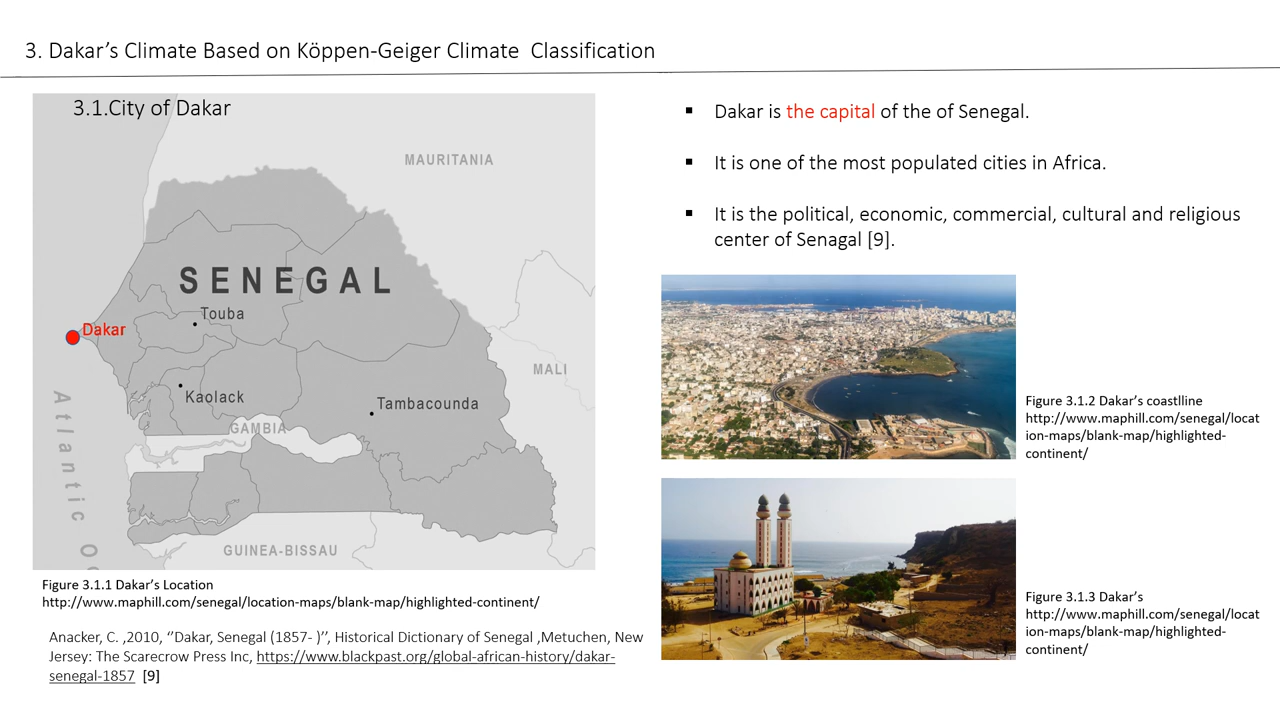 3. Dakar’s Climate Based on Köppen-Geiger Climate  Classification
3.1.City of Dakar
MAURITANIA
SENEGAL
Touba
Dakar
MALI
Kaolack
Tambacounda
GAMBIA
Atlantic Oc
GUINEA-BISSAU
Figure 3.1.1 Dakar’s Location
http://www.maphill.com/senegal/location-maps/blank-map/highlighted-continent/
Anacker, C. ,2010, ‘’Dakar, Senegal (1857- )’’, Historical Dictionary of Senegal ,Metuchen, New
Jersey: The Scarecrow Press Inc, https://www.blackpast.org/global-african-history/dakar-
senegal-1857  [9]
▪ Dakar is the capital of the of Senegal.
▪ It is one of the most populated cities in Africa.
▪ It is the political, economic, commercial, cultural and religious
center of Senagal [9].
Figure 3.1.2 Dakar’s coastlline
http://www.maphill.com/senegal/locat
ion-maps/blank-map/highlighted-
continent/
Figure 3.1.3 Dakar’s
http://www.maphill.com/senegal/locat
ion-maps/blank-map/highlighted-
continent/